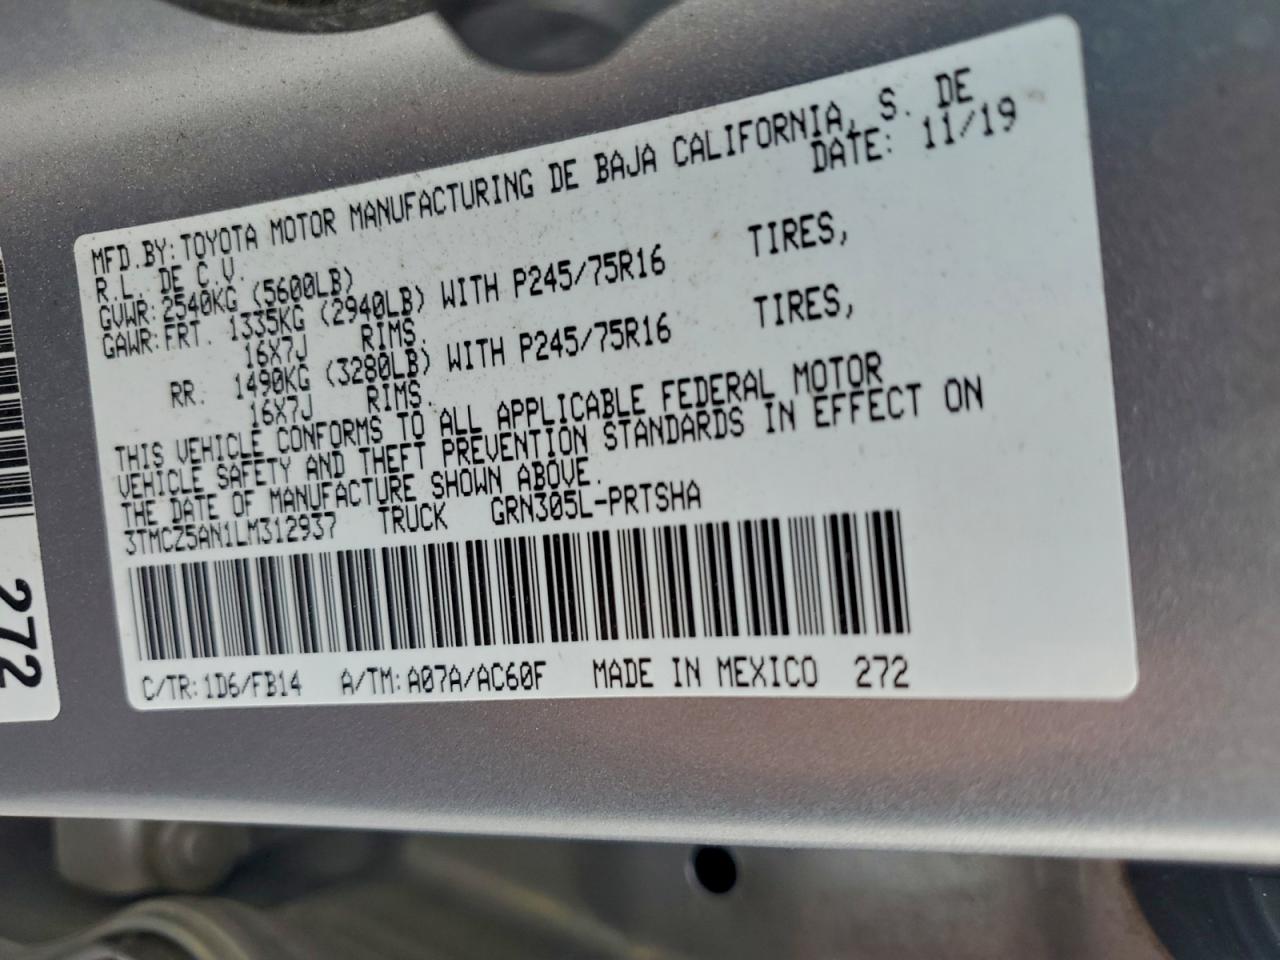 MFD.BY:TOYOTA MOTOR MANUFACTURING DE BAJA CALIFORNIA, S. DE
R.L. DE C.V. DATE: 11/19
GVWR:2540KG (5600LB)
GAWR:FRT. 1335KG (2940LB) WITH P245/75R16 TIRES,
16X7J RIMS.
RR. 1490KG (3280LB) WITH P245/75R16 TIRES,
16X7J RIMS.
THIS VEHICLE CONFORMS TO ALL APPLICABLE FEDERAL MOTOR
VEHICLE SAFETY AND THEFT PREVENTION STANDARDS IN EFFECT ON
THE DATE OF MANUFACTURE SHOWN ABOVE.
3TMCZ5AN1LM312937 TRUCK GRN305L-PRTSHA
C/TR:1D6/FB14 A/TM:A07A/AC60F MADE IN MEXICO 272
272